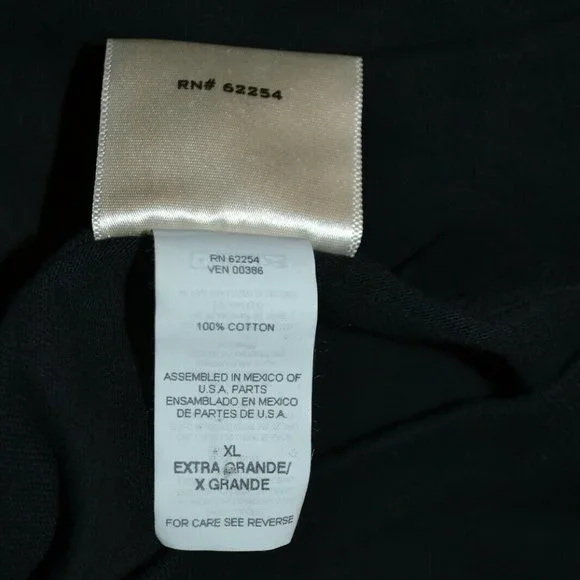 RN# 62254
RN 62254
VEN 00386
100% COTTON
ASSEMBLED IN MEXICO OF
U.S.A. PARTS
ENSAMBLADO EN MEXICO
DE PARTES DE U.S.A.
XL
EXTRA GRANDE/
X GRANDE
FOR CARE SEE REVERSE